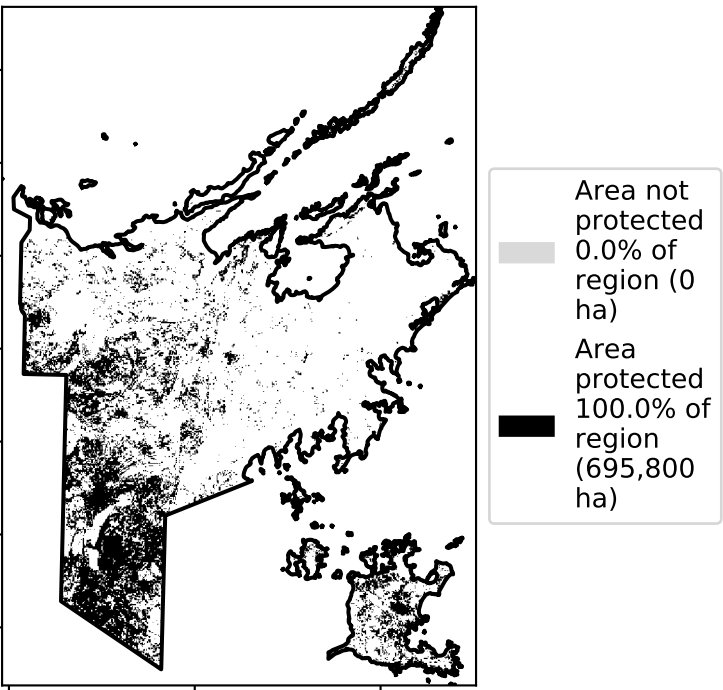 Area not
protected
0.0% of
region (0
ha)
Area
protected
100.0% of
region
(695,800
ha)